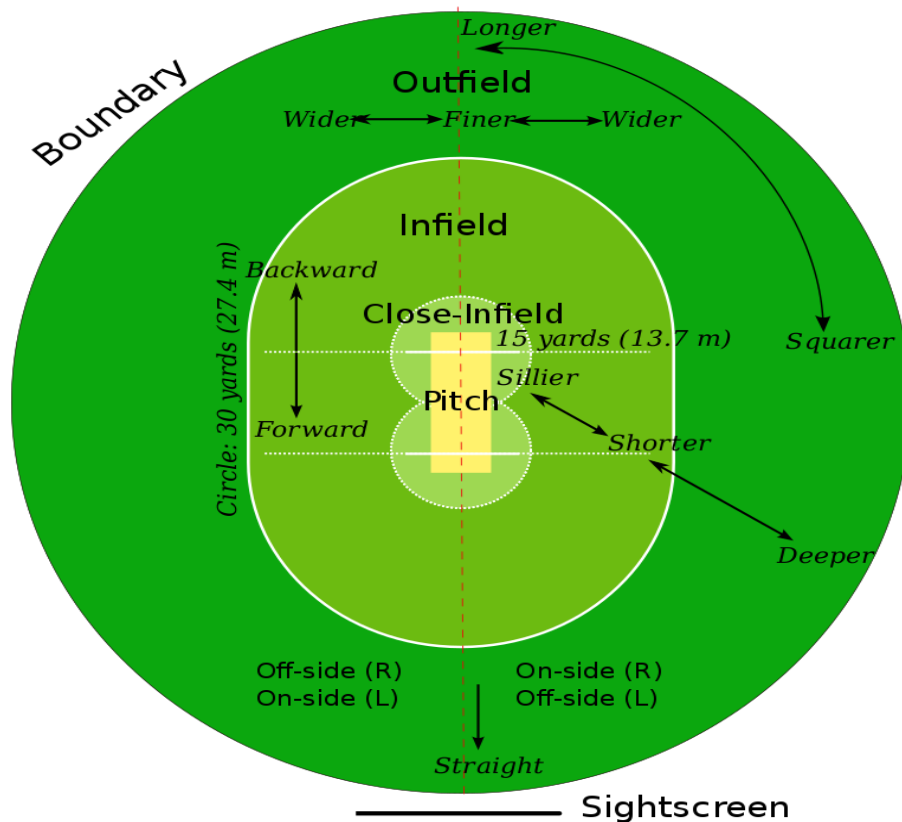 Longer
Boundary
Outfield
Wider Finer Wider
Infield
Circle: 30 yards (27.4 m)
Backward
Close-Infield
15 yards (13.7 m)
Squarer
Sillier
Pitch
Forward
Shorter
Deeper
Off-side (R)
On-side (L)
On-side (R)
Off-side (L)
Straight
Sightscreen